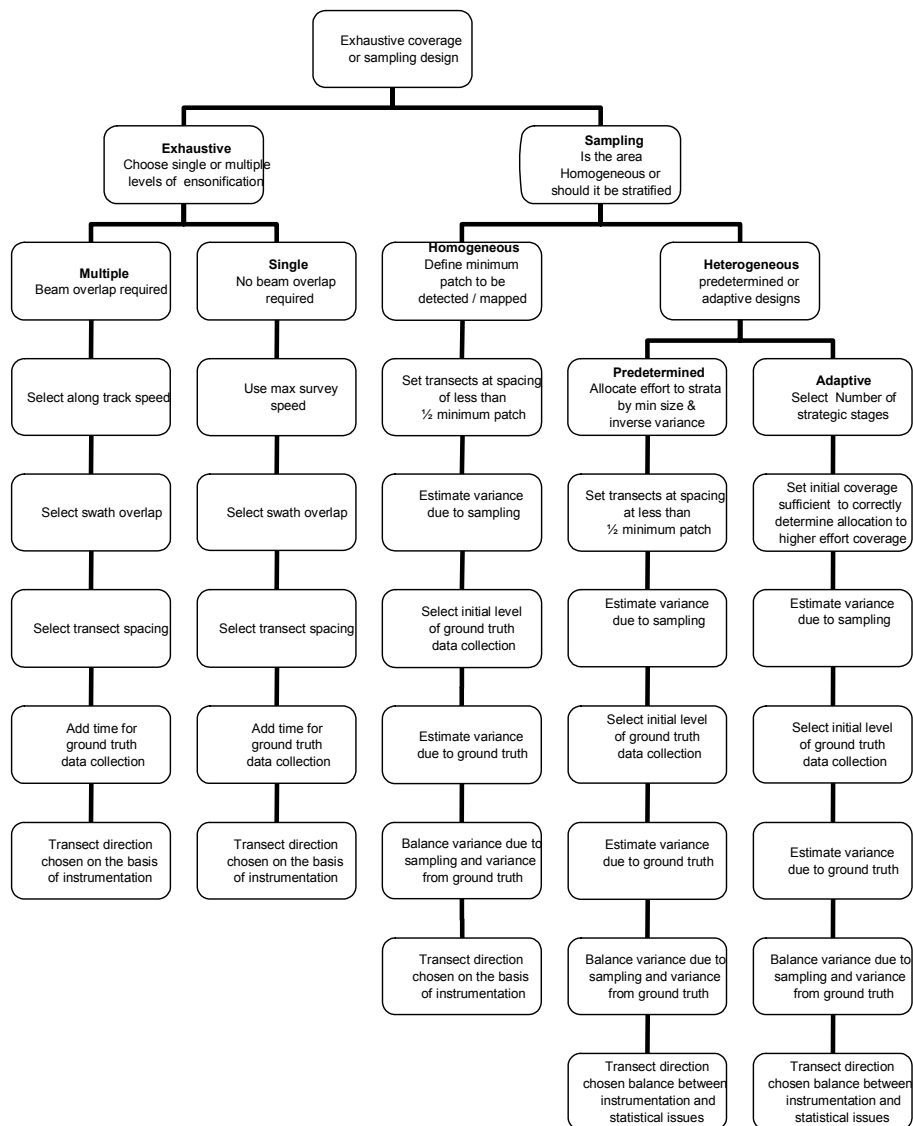 Exhaustive coverage
or sampling design
Exhaustive
Choose single or multiple
levels of ensonification
Sampling
Is the area
Homogeneous or
should it be stratified
Multiple
Beam overlap required
Single
No beam overlap
required
Homogeneous
Define minimum
patch to be
detected / mapped
Heterogeneous
predetermined or
adaptive designs
Select along track speed
Use max survey
speed
Set transects at spacing
of less than
½ minimum patch
Predetermined
Allocate effort to strata
by min size &
inverse variance
Adaptive
Select Number of
strategic stages
Select swath overlap
Select swath overlap
Estimate variance
due to sampling
Set transects at spacing
at less than
½ minimum patch
Set initial coverage
sufficient to correctly
determine allocation to
higher effort coverage
Select transect spacing
Select transect spacing
Select initial level
of ground truth
data collection
Estimate variance
due to sampling
Estimate variance
due to sampling
Add time for
ground truth
data collection
Add time for
ground truth
data collection
Estimate variance
due to ground truth
Select initial level
of ground truth
data collection
Select initial level
of ground truth
data collection
Transect direction
chosen on the basis
of instrumentation
Transect direction
chosen on the basis
of instrumentation
Balance variance due to
sampling and variance
from ground truth
Estimate variance
due to ground truth
Estimate variance
due to ground truth
Transect direction
chosen on the basis
of instrumentation
Balance variance due to
sampling and variance
from ground truth
Balance variance due to
sampling and variance
from ground truth
Transect direction
chosen balance between
instrumentation and
statistical issues
Transect direction
chosen balance between
instrumentation and
statistical issues